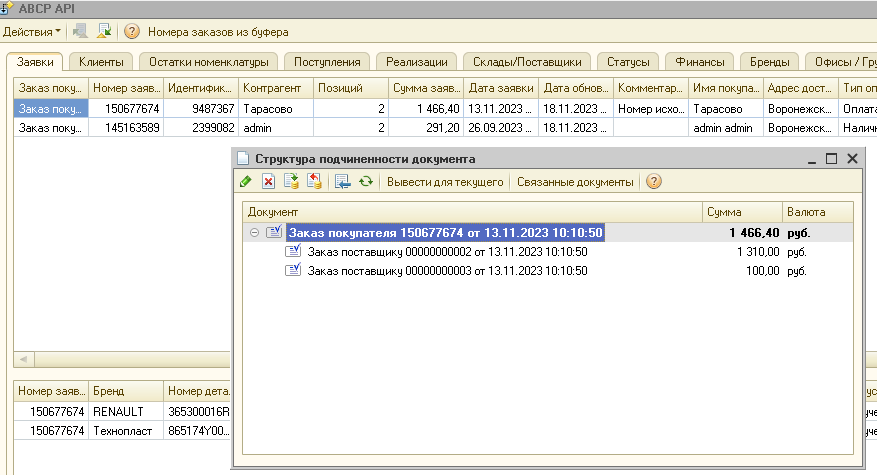 ABCP API
Действия Номера заказов из буфера
Заявки Клиенты Остатки номенклатуры Поступления Реализации Склады/Поставщики Статусы Финансы Бренды Офисы / Гру
Заказ поку... Номер заяв... Идентифик... Контрагент Позиций Сумма заяв... Дата заявки Дата обнов... Комментар... Имя покупа... Адрес дост... Тип оп
Заказ поку... 150677674 9487367 Тарасово 2 1 466,40 13.11.2023 ... 18.11.2023 ... Номер исхо... Тарасово Воронежск... Оплата
Заказ поку... 145163589 2399082 admin 2 291,20 26.09.2023 ... 18.11.2023 ... admin admin Воронежск... Наличн
Структура подчиненности документа
Вывести для текущего Связанные документы
Документ Сумма Валюта
Заказ покупателя 150677674 от 13.11.2023 10:10:50 1 466,40 руб.
Заказ поставщику 00000000002 от 13.11.2023 10:10:50 1 310,00 руб.
Заказ поставщику 00000000003 от 13.11.2023 10:10:50 100,00 руб.
Номер заяв... Бренд Номер дета.
150677674 RENAULT 365300016R
150677674 Технопласт 865174Y00...